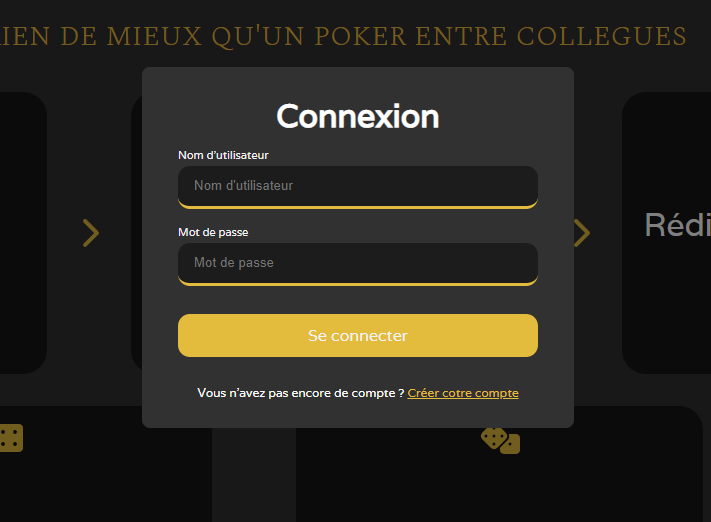 IEN DE MIEUX QU'UN POKER ENTRE COLLEGUES
Connexion
Nom d'utilisateur
Nom d'utilisateur
Mot de passe
Mot de passe
Rédi
Se connecter
Vous n'avez pas encore de compte ? Créer cotre compte